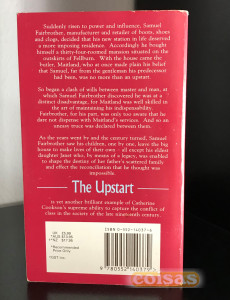 Suddenly risen to power and influence, Samuel
Fairbrother, manufacturer and retailer of boots, shoes
and clogs, decided that his new station in life deserved
a more imposing residence. Accordingly he bought
himself a thirty-four-roomed mansion situated on the
outskirts of Fellburn. With the house came the
butler, Maitland, who at once made plain his belief
that Samuel, far from the gentleman his predecessor
had been, was no more than an upstart.
So began a clash of wills between master and man, at
which Samuel Fairbrother discovered he was at a
distinct disadvantage, for Maitland was well skilled in
the art of maintaining his indispensability.
Fairbrother, for his part, was only too aware that he
dare not dispense with Maitland's services. And so an
uneasy truce was declared between them.
As the years went by and the century turned, Samuel
Fairbrother saw his children, one by one, leave the big
house to make lives of their own - all except his eldest
daughter Janet who, by means of a legacy, was enabled
to shape the destiny of her father's scattered family
and effect the reconciliation that he thought was
impossible.
The Upstart
is yet another brilliant example of Catherine
Cookson's supreme ability to capture the conflict of
class in the society of the late nineteenth century.
UK £5.99
ISBN 0-552-14037-6
9 780552 140379
coisas